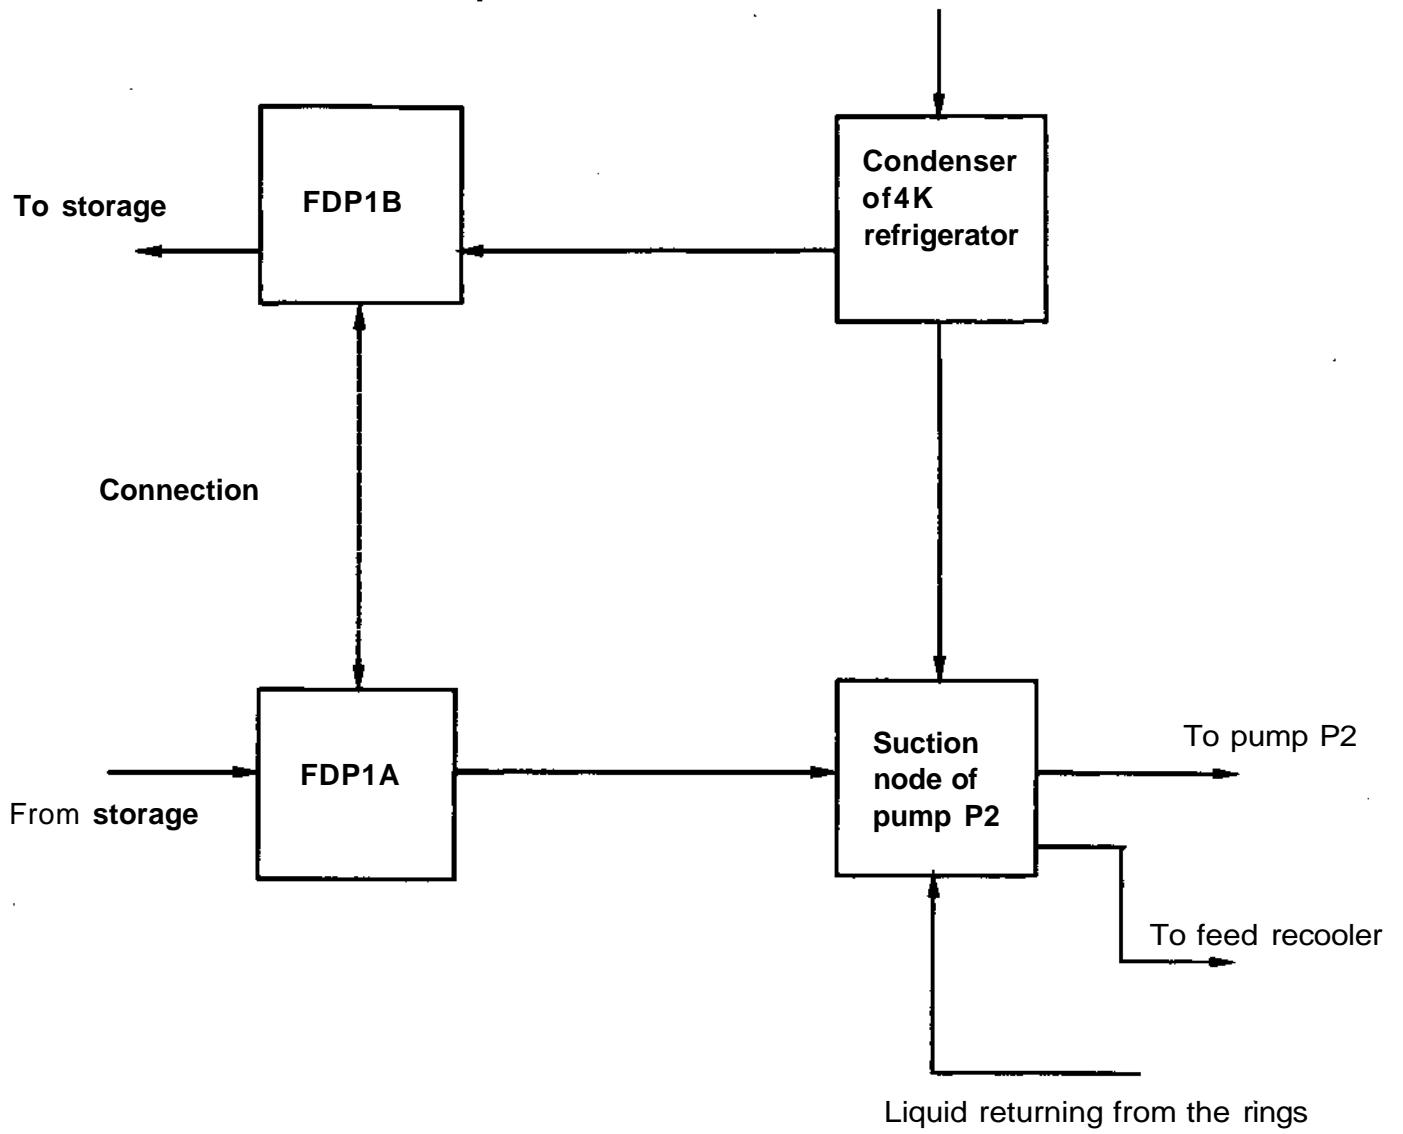 Condenser
of4K
refrigerator
FDP1B
To storage
Connection
Suction
node of
pump P2
To pump P2
FDP1A
From storage
To feed recooler
Liquid returning from the rings